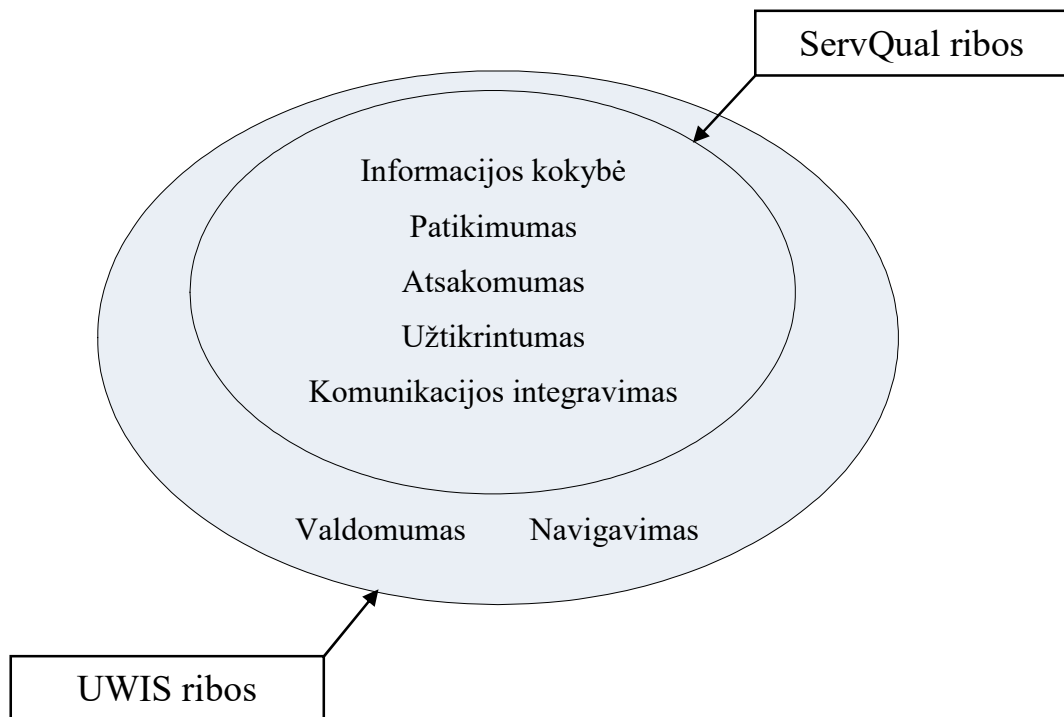 ServQual ribos
Informacijos kokybė
Patikimumas
Atsakomumas
Užtikrintumas
Komunikacijos integravimas
Valdomumas Navigavimas
UWIS ribos